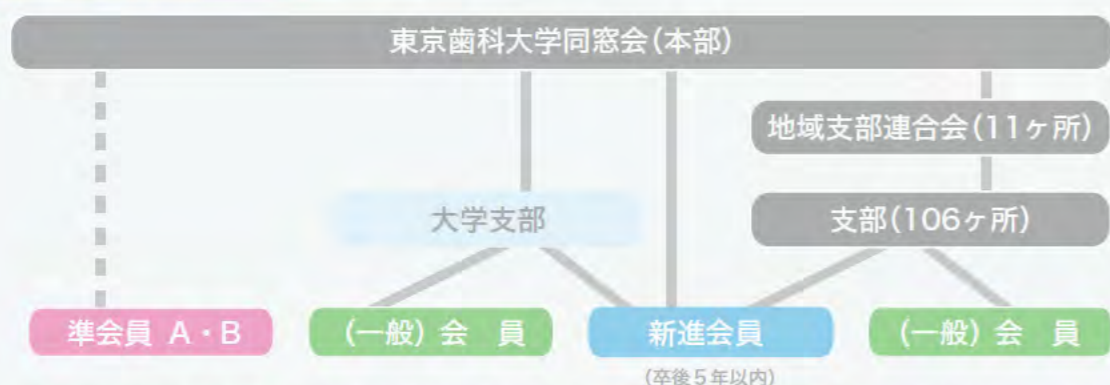 東京歯科大学同窓会(本部)
地域支部連合会(11ヶ所)
大学支部
支部(106ヶ所)
準会員 A・B
(一般) 会 員
新進会員
(一般) 会 員
(卒後5年以内)